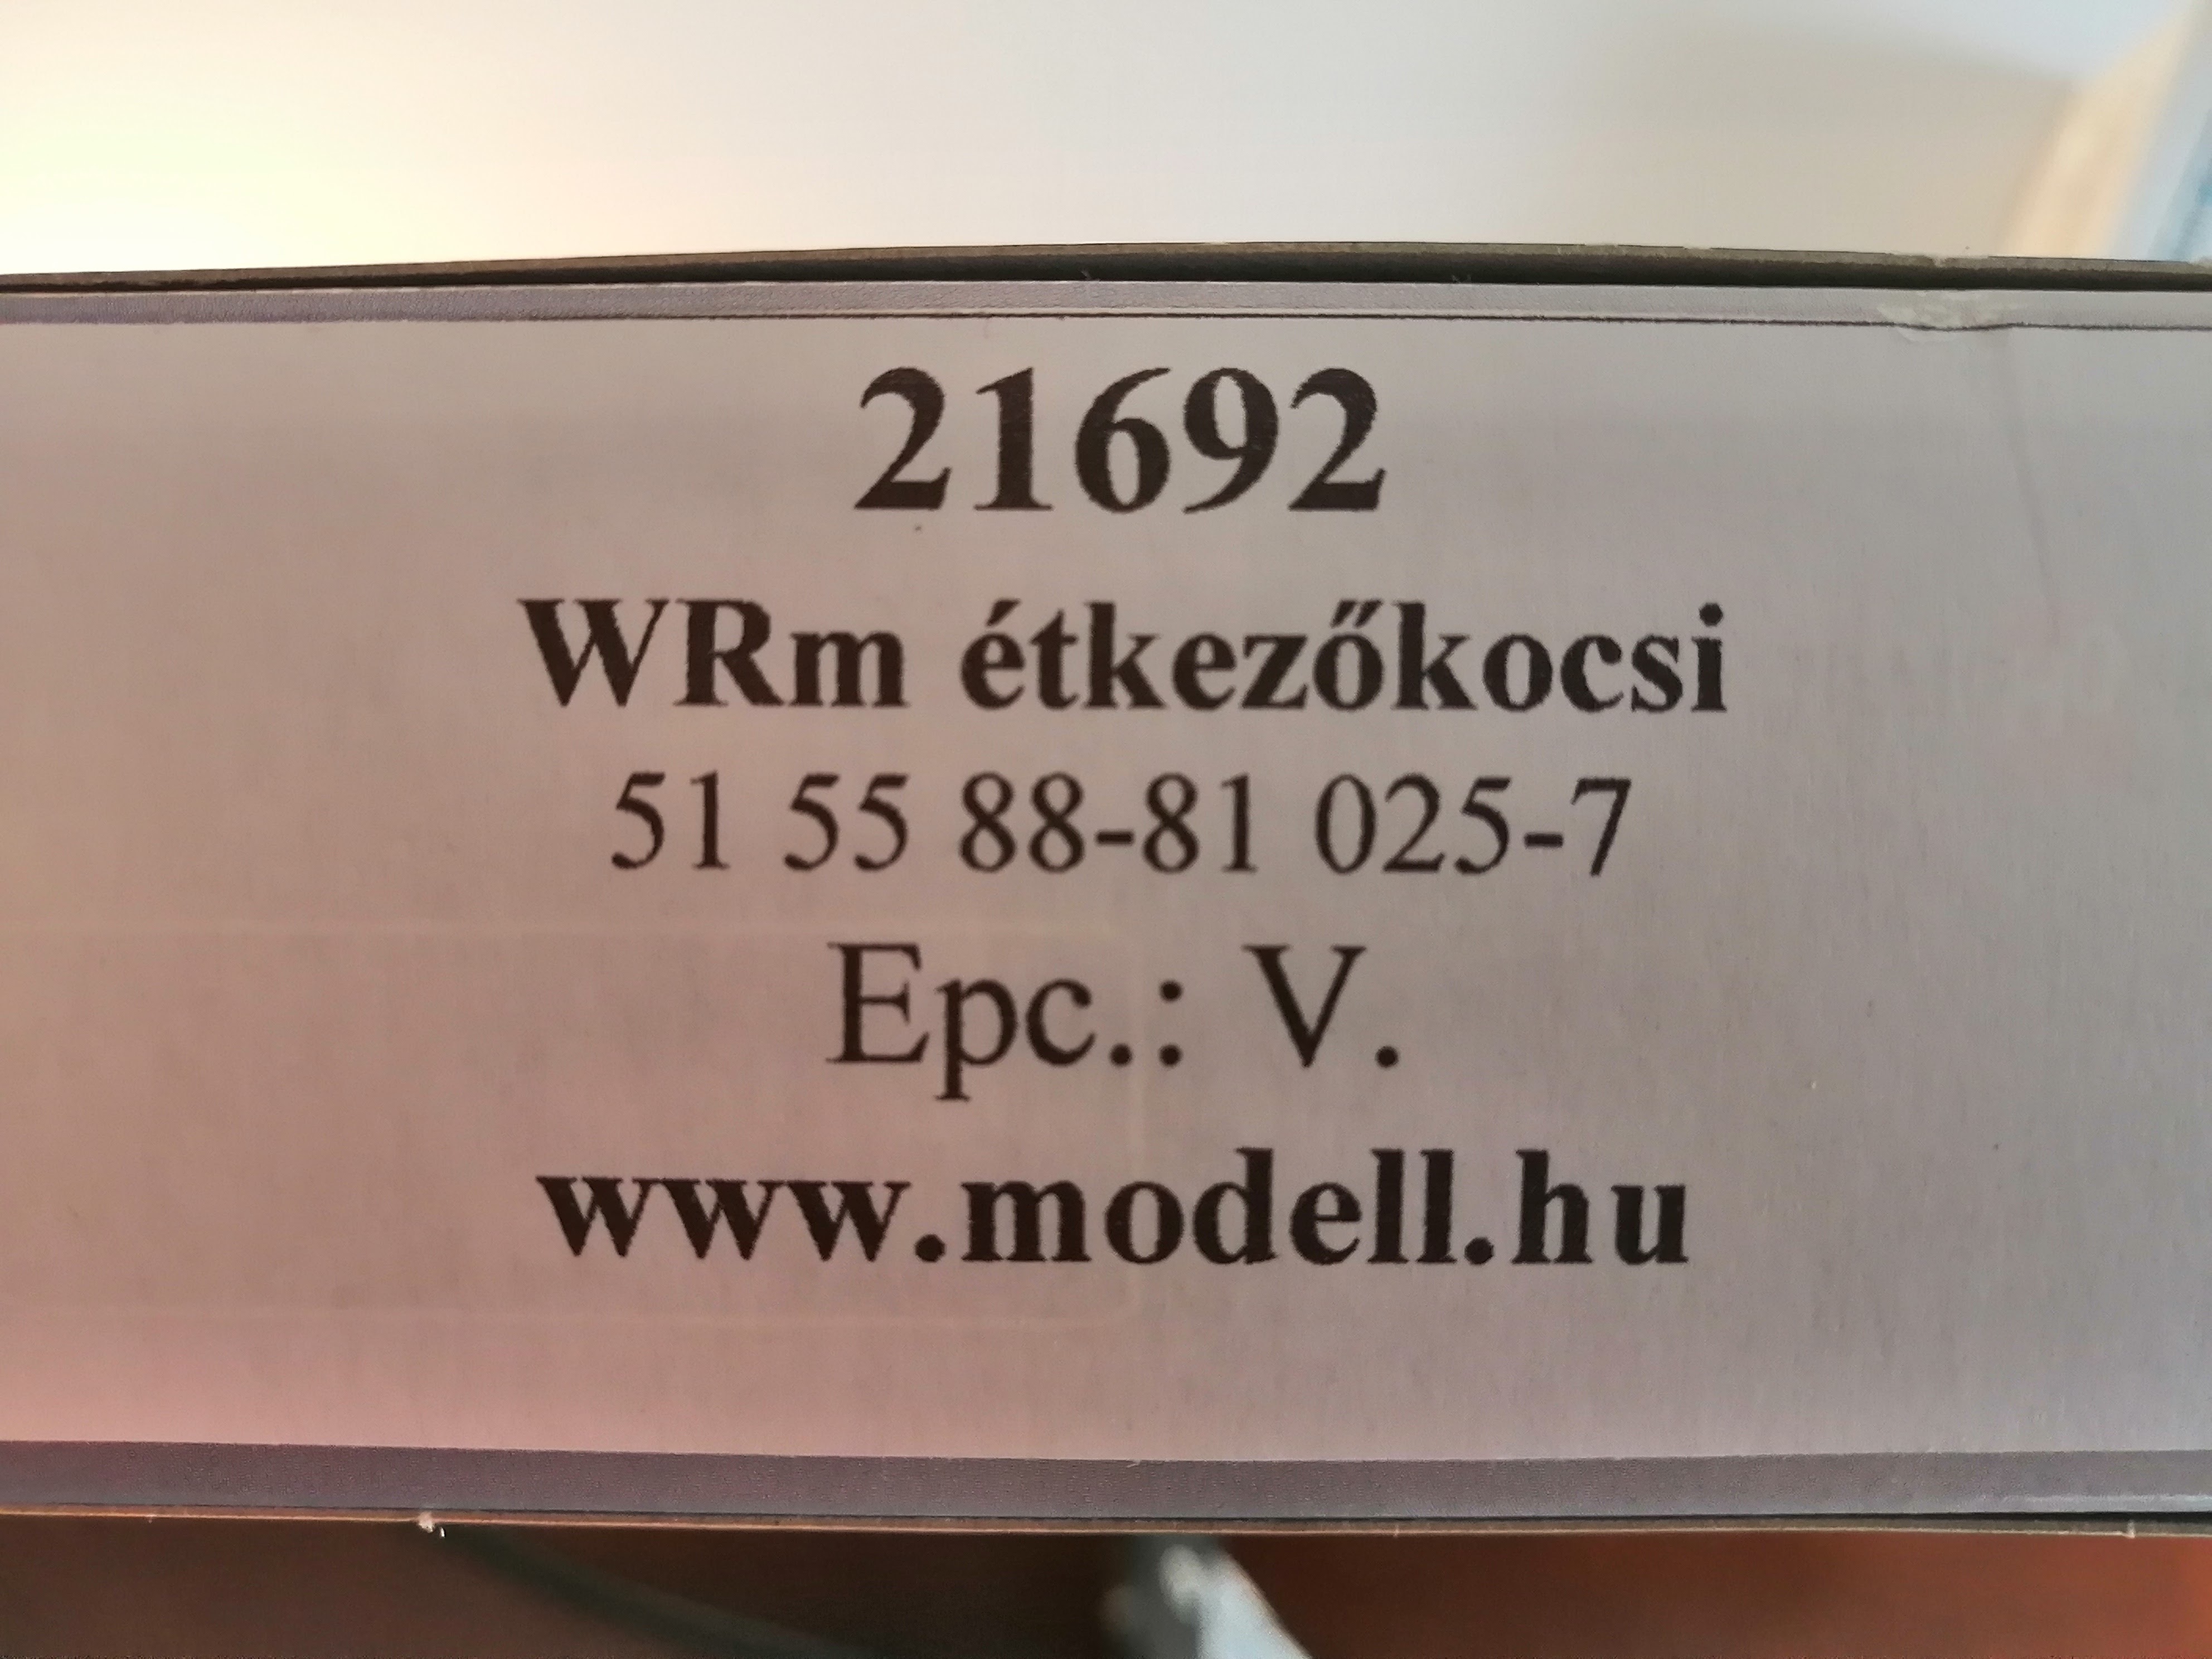 21692
WRm étkezőkocsi
51 55 88-81 025-7
Epc.: V.
www.modell.hu